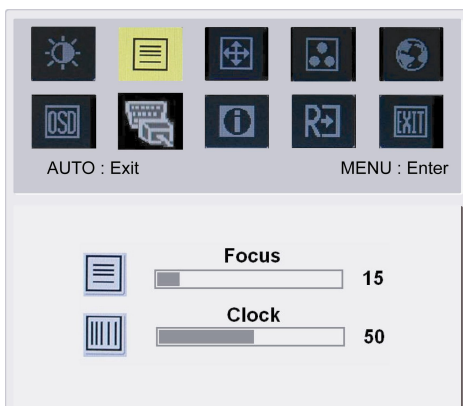 OSD
i
R
EXIT
AUTO : Exit MENU : Enter
Focus
15
Clock
50